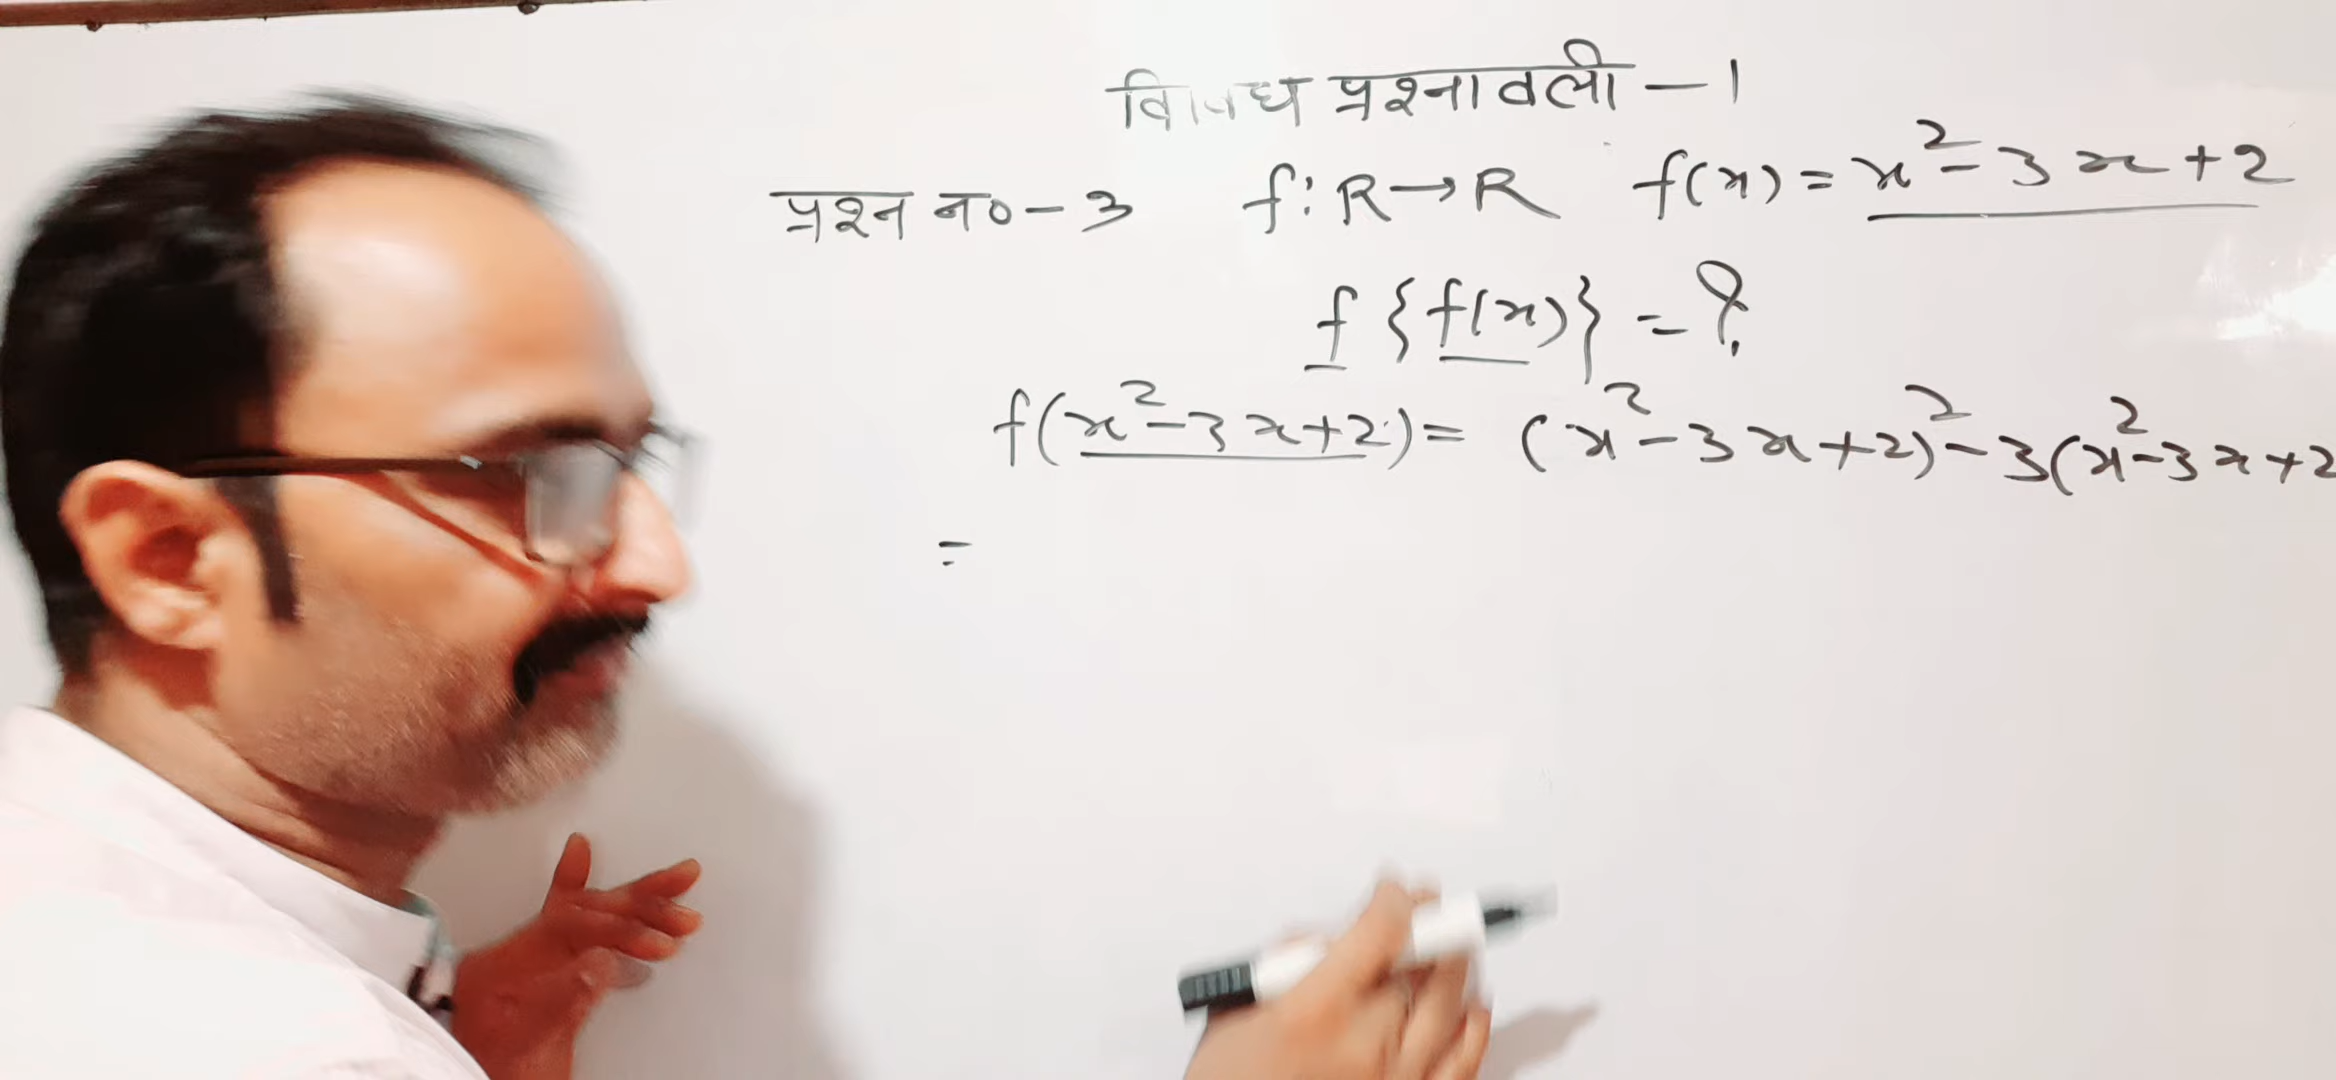 विविध प्रश्नावली - 1
प्रश्न न० - 3 f: R → R f(x) = x² - 3x + 2
f {f(x)} = ?
f(x² - 3x + 2) = (x² - 3x + 2)² - 3(x² - 3x + 2
=